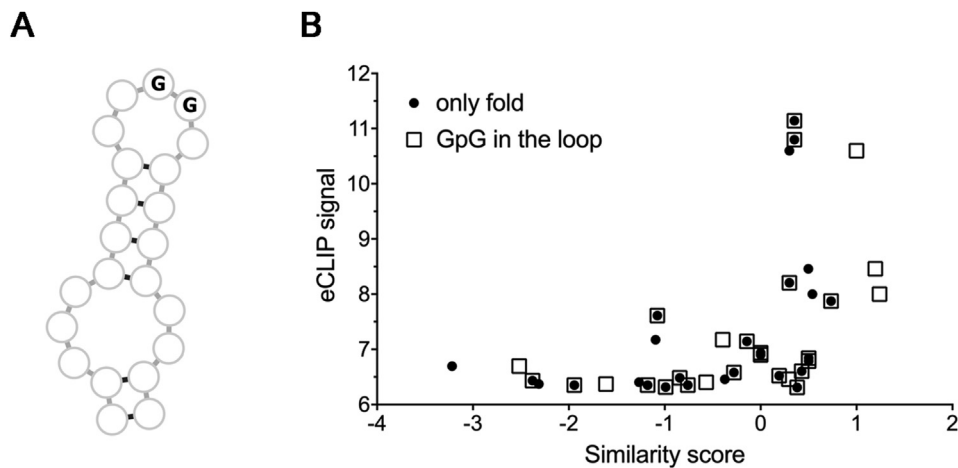 A
B
G
G
12
11
10
9
8
7
6
eCLIP signal
only fold
GpG in the loop
-4
-3
-2
-1
0
1
2
Similarity score